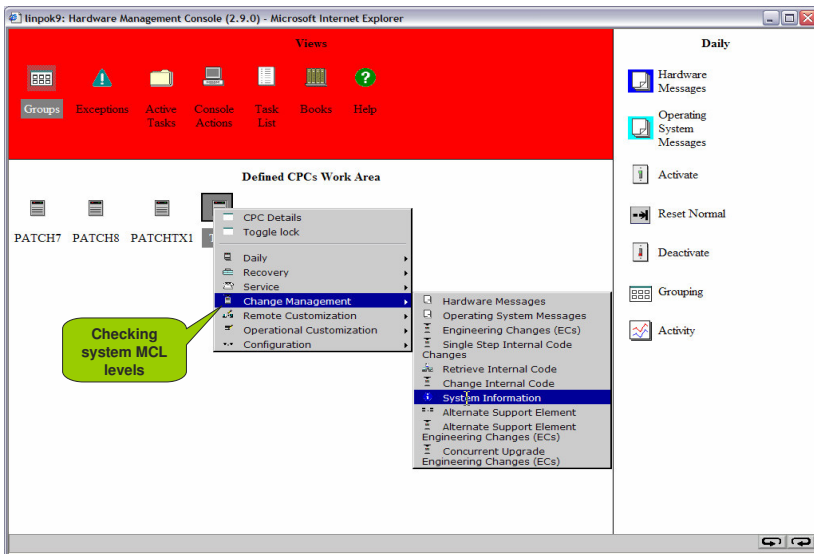 linpok9: Hardware Management Console (2.9.0) - Microsoft Internet Explorer
Views
Groups
Exceptions
Active
Tasks
Console
Actions
Task
List
Books
Help
Defined CPCs Work Area
PATCH7
PATCH8
PATCHTX1
CPC Details
Toggle lock
Daily
Recovery
Service
Change Management
Remote Customization
Operational Customization
Configuration
Hardware Messages
Operating System Messages
Engineering Changes (ECs)
Single Step Internal Code
Changes
Retrieve Internal Code
Change Internal Code
System Information
Alternate Support Element
Alternate Support Element
Engineering Changes (ECs)
Concurrent Upgrade
Engineering Changes (ECs)
Checking
system MCL
levels
Daily
Hardware
Messages
Operating
System
Messages
Activate
Reset Normal
Deactivate
Grouping
Activity